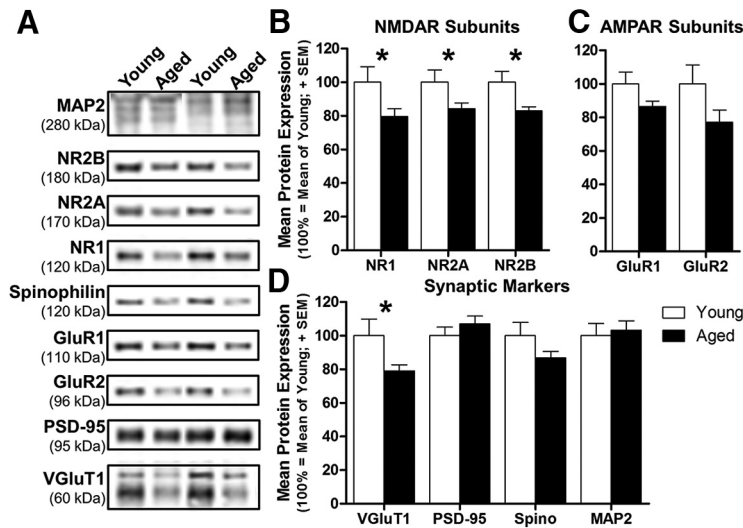 A
Young Aged Young Aged
MAP2
(280 kDa)
NR2B
(180 kDa)
NR2A
(170 kDa)
NR1
(120 kDa)
Spinophilin
(120 kDa)
GluR1
(110 kDa)
GluR2
(96 kDa)
PSD-95
(95 kDa)
VGluT1
(60 kDa)
B
NMDAR Subunits
Mean Protein Expression
(100% = Mean of Young; + SEM)
120
100
80
60
40
20
0
* * *
NR1 NR2A NR2B
C
AMPAR Subunits
120
100
80
60
40
20
0
GluR1 GluR2
D
Synaptic Markers
Mean Protein Expression
(100% = Mean of Young; + SEM)
120
100
80
60
40
20
0
*
VGluT1 PSD-95 Spino MAP2
Young
Aged